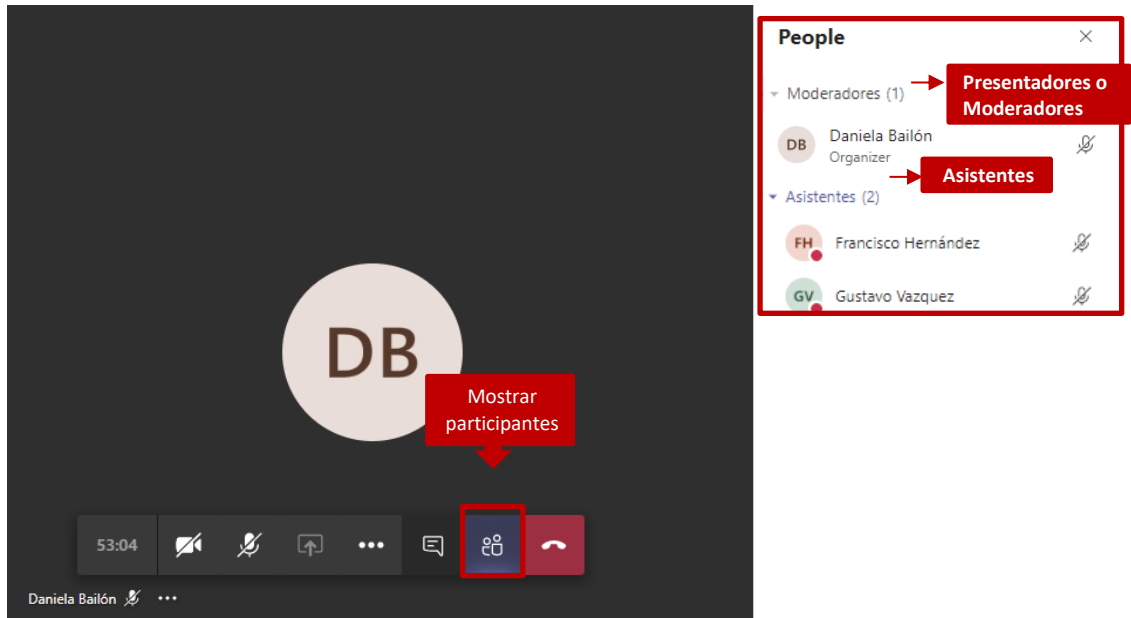 People
Moderadores (1)
Presentadores o
Moderadores
DB
Daniela Bailón
Organizer
Asistentes
Asistentes (2)
FH
Francisco Hernández
GV
Gustavo Vazquez
DB
Mostrar
participantes
53:04
Daniela Bailón